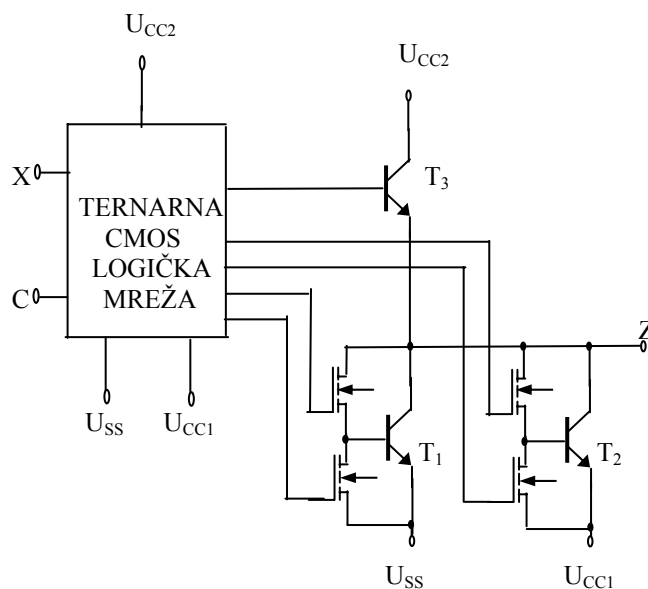 U_CC2
U_CC2
X
T_3
TERNARNA
CMOS
LOGIČKA
MREŽA
C
Z
U_SS
U_CC1
T_1
T_2
U_SS
U_CC1